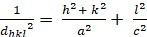 1/d_hkl² = (h² + k²)/a² + l²/c²